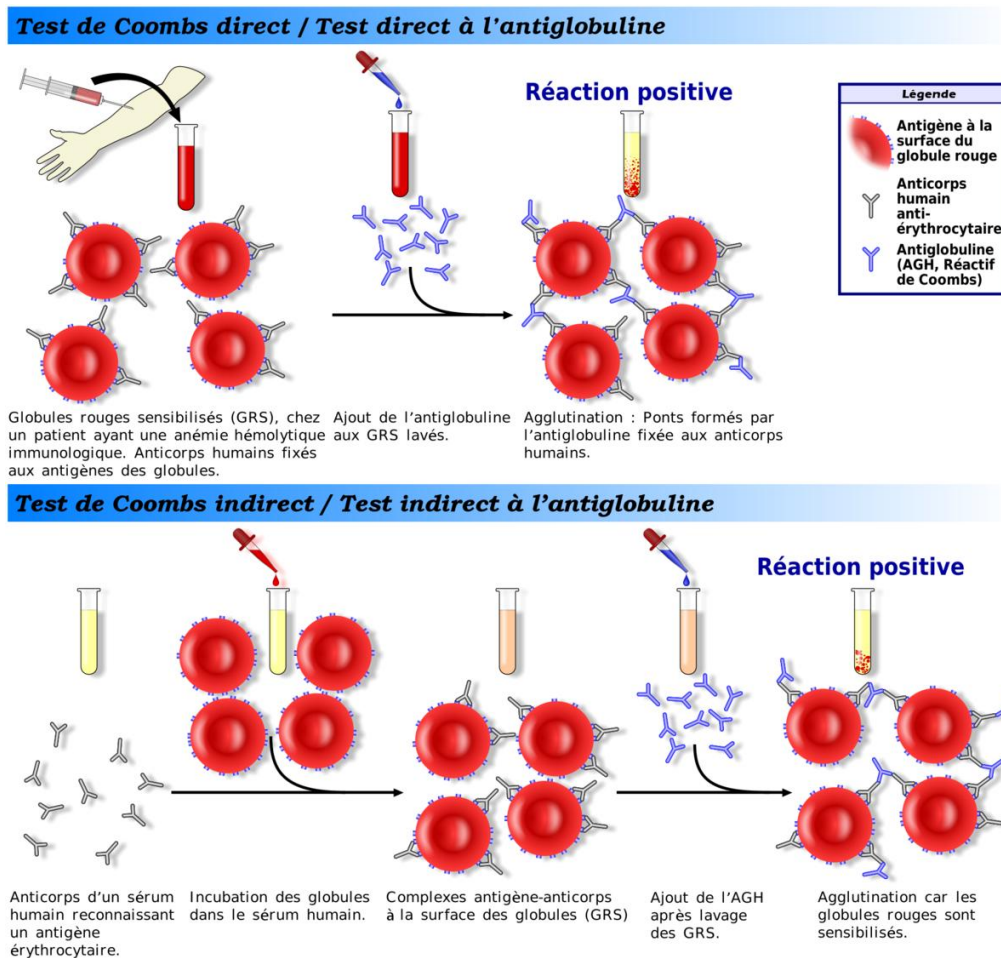 Test de Coombs direct / Test direct à l'antiglobuline
Réaction positive
Légende
Antigène à la
surface du
globule rouge
Anticorps
humain
anti-
érythrocytaire
Antiglobuline
(AGH, Réactif
de Coombs)
Globules rouges sensibilisés (GRS), chez
un patient ayant une anémie hémolytique
immunologique. Anticorps humains fixés
aux antigènes des globules.
Ajout de l'antiglobuline
aux GRS lavés.
Agglutination : Ponts formés par
l'antiglobuline fixée aux anticorps
humains.
Test de Coombs indirect / Test indirect à l'antiglobuline
Réaction positive
Anticorps d'un sérum
humain reconnaissant
un antigène
érythrocytaire.
Incubation des globules
dans le sérum humain.
Complexes antigène-anticorps
à la surface des globules (GRS)
Ajout de l'AGH
après lavage
des GRS.
Agglutination car les
globules rouges sont
sensibilisés.